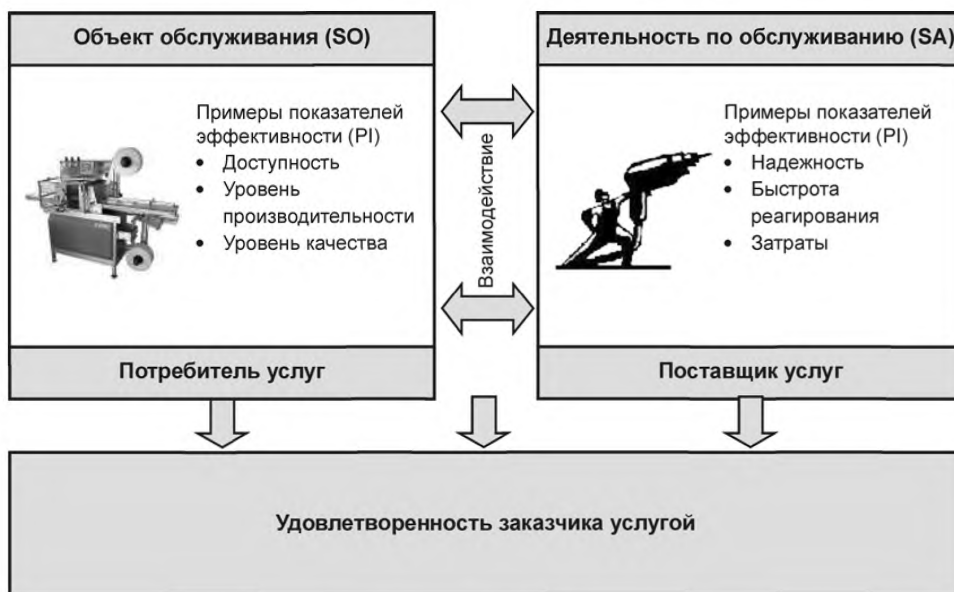 Объект обслуживания (SO)
Примеры показателей
эффективности (PI)
• Доступность
• Уровень
производительности
• Уровень качества
Потребитель услуг
Взаимодействие
Деятельность по обслуживанию (SA)
Примеры показателей
эффективности (PI)
• Надежность
• Быстрота
реагирования
• Затраты
Поставщик услуг
Удовлетворенность заказчика услугой